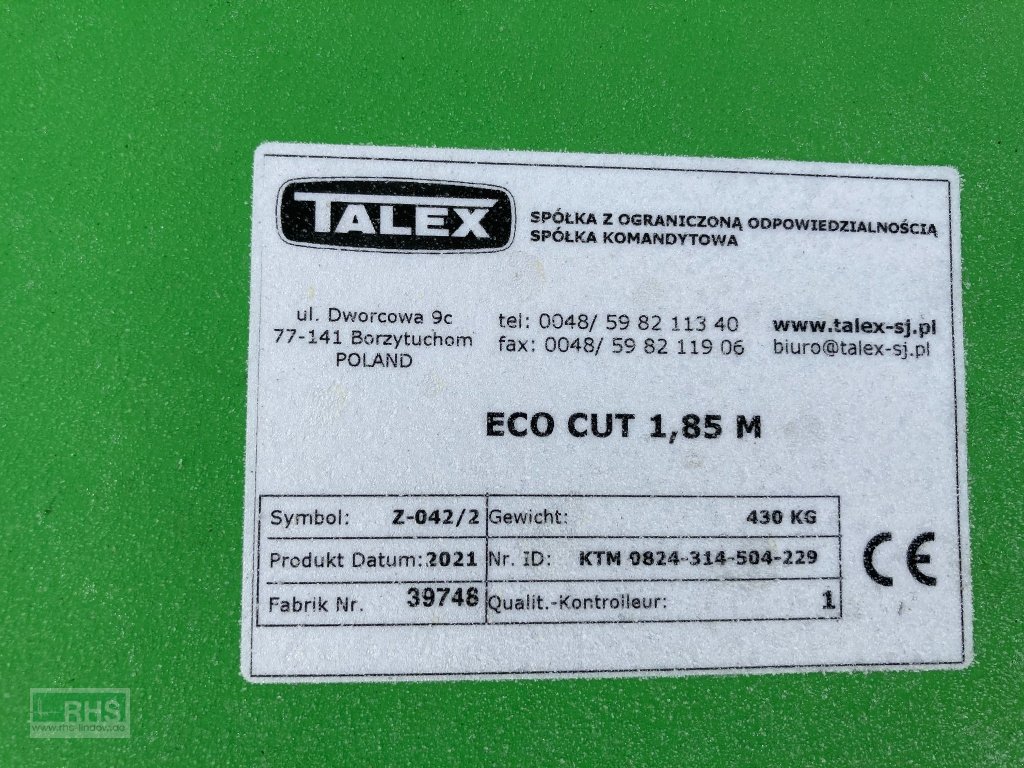 TALEX
SPÓŁKA Z OGRANICZONĄ ODPOWIEDZIALNOŚCIĄ
SPÓŁKA KOMANDYTOWA
ul. Dworcowa 9c
77-141 Borzytuchom
POLAND
tel: 0048/ 59 82 113 40
fax: 0048/ 59 82 119 06
www.talex-sj.pl
biuro@talex-sj.pl
ECO CUT 1,85 M
Symbol: Z-042/2 Gewicht: 430 KG
Produkt Datum: 2021 Nr. ID: KTM 0824-314-504-229
Fabrik Nr. 39746 Qualit.-Kontrolleur: 1
CE
RHS